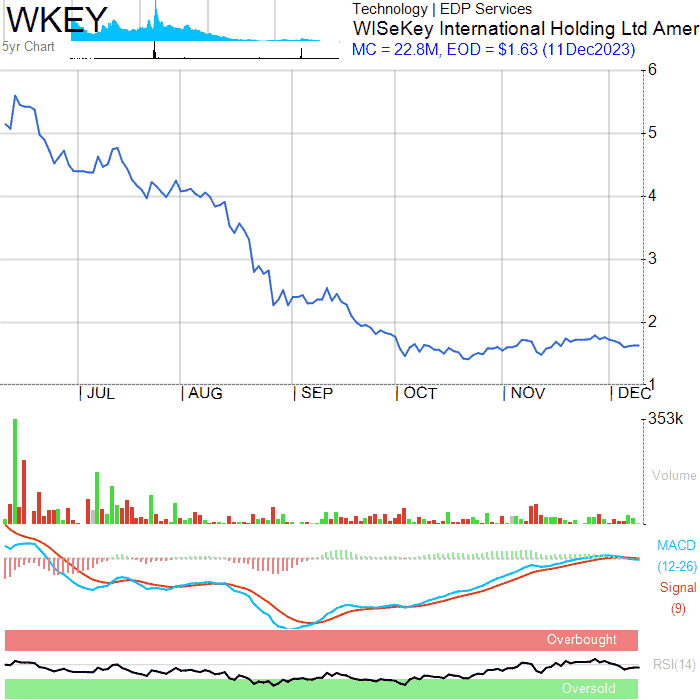 WKEY
5yr Chart
Technology | EDP Services
WISeKey International Holding Ltd Amer
MC = 22.8M, EOD = $1.63 (11Dec2023)
6
5
4
3
2
1
JUL AUG SEP OCT NOV DEC
353k
Volume
MACD
(12-26)
Signal
(9)
Overbought
RSI(14)
Oversold